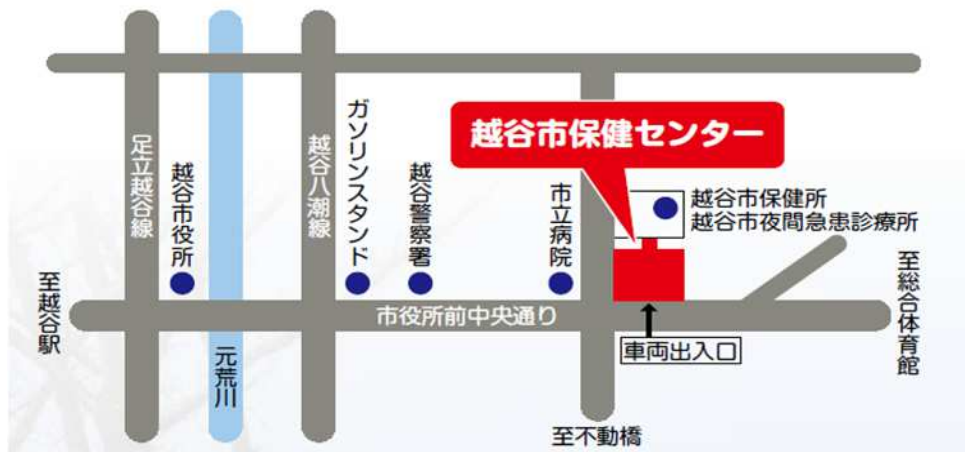 越谷市保健センター
足立越谷線
越谷市役所
越谷八潮線
ガソリンスタンド
越谷警察署
市立病院
越谷市保健所
越谷市夜間急患診療所
至越谷駅
市役所前中央通り
至総合体育館
元荒川
車両出入口
至不動橋